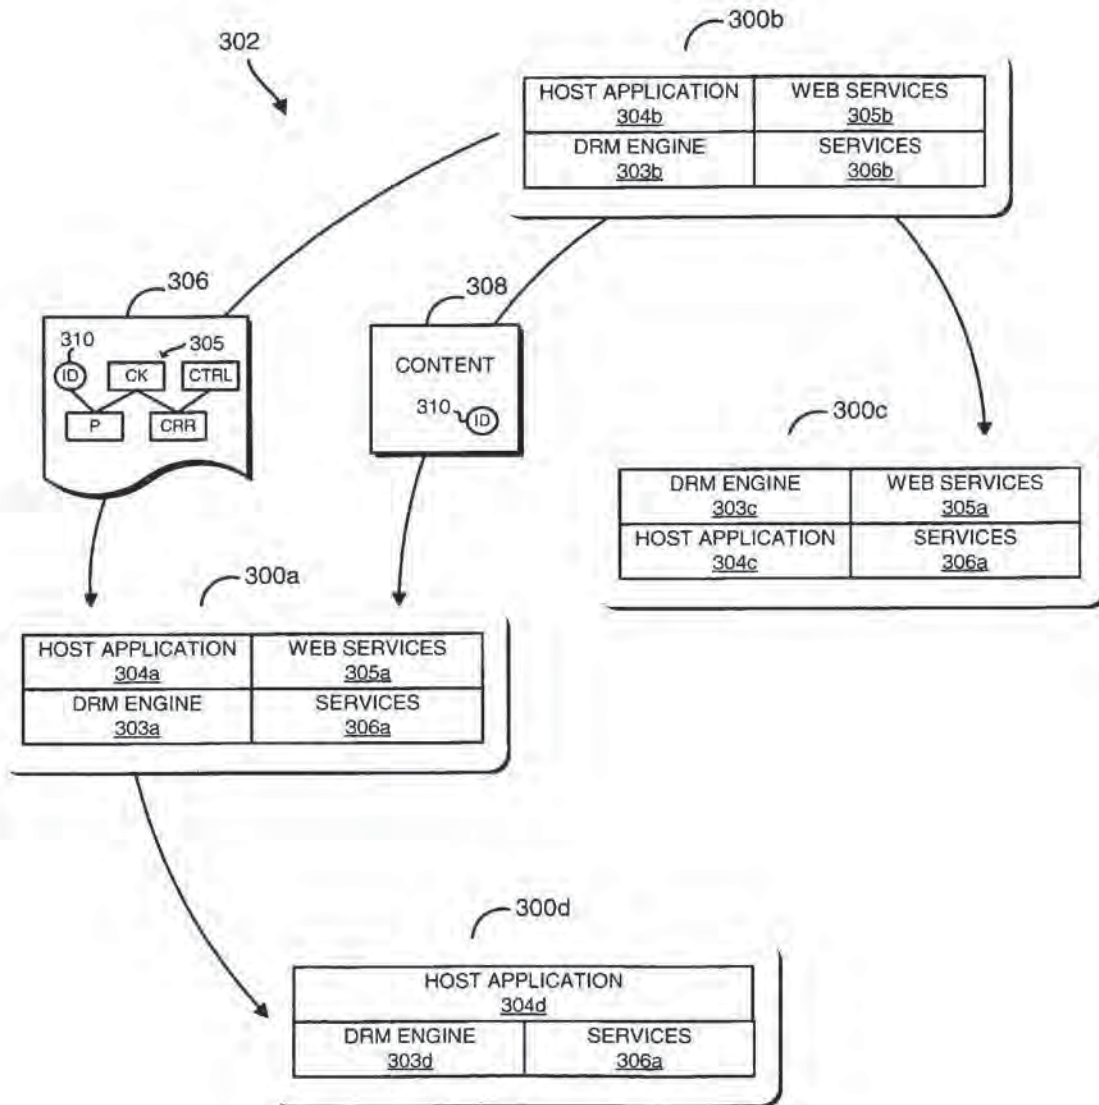 302
300b
HOST APPLICATION
304b
WEB SERVICES
305b
DRM ENGINE
303b
SERVICES
306b
306
310
305
ID
CK
CTRL
P
CRR
308
CONTENT
310
ID
300c
DRM ENGINE
303c
WEB SERVICES
305a
HOST APPLICATION
304c
SERVICES
306a
300a
HOST APPLICATION
304a
WEB SERVICES
305a
DRM ENGINE
303a
SERVICES
306a
300d
HOST APPLICATION
304d
DRM ENGINE
303d
SERVICES
306a